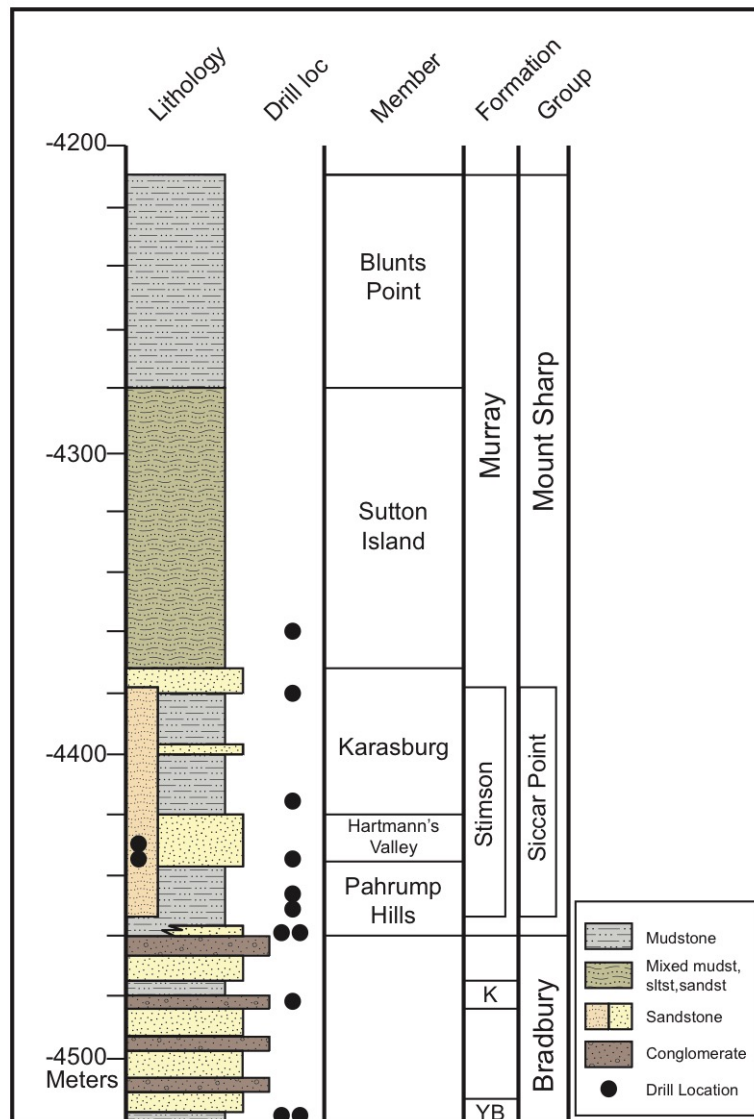 Lithology
Drill loc
Member
Formation
Group
-4200
Blunts
Point
-4300
Murray
Mount Sharp
Sutton
Island
-4400
Karasburg
Hartmann's
Valley
Stimson
Siccar Point
Pahrump
Hills
Mudstone
Mixed mudst,
sltst,sandst
K
Sandstone
Bradbury
Conglomerate
-4500
Meters
Drill Location
YB